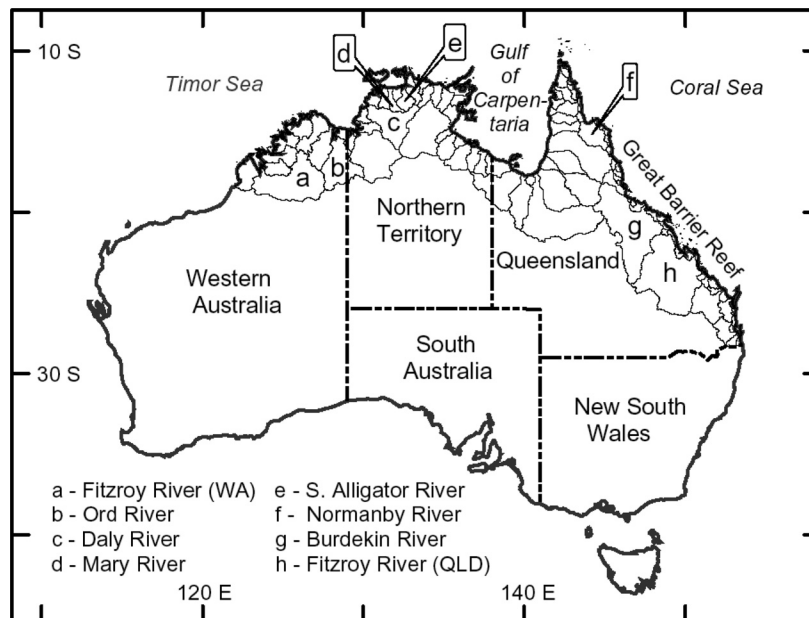 10 S
Timor Sea
d
e
Gulf
of
Carpen-
taria
f
Coral Sea
c
a
b
Great Barrier Reef
Northern
Territory
g
Queensland
h
Western
Australia
30 S
South
Australia
New South
Wales
a - Fitzroy River (WA)
b - Ord River
c - Daly River
d - Mary River
e - S. Alligator River
f - Normanby River
g - Burdekin River
h - Fitzroy River (QLD)
120 E
140 E